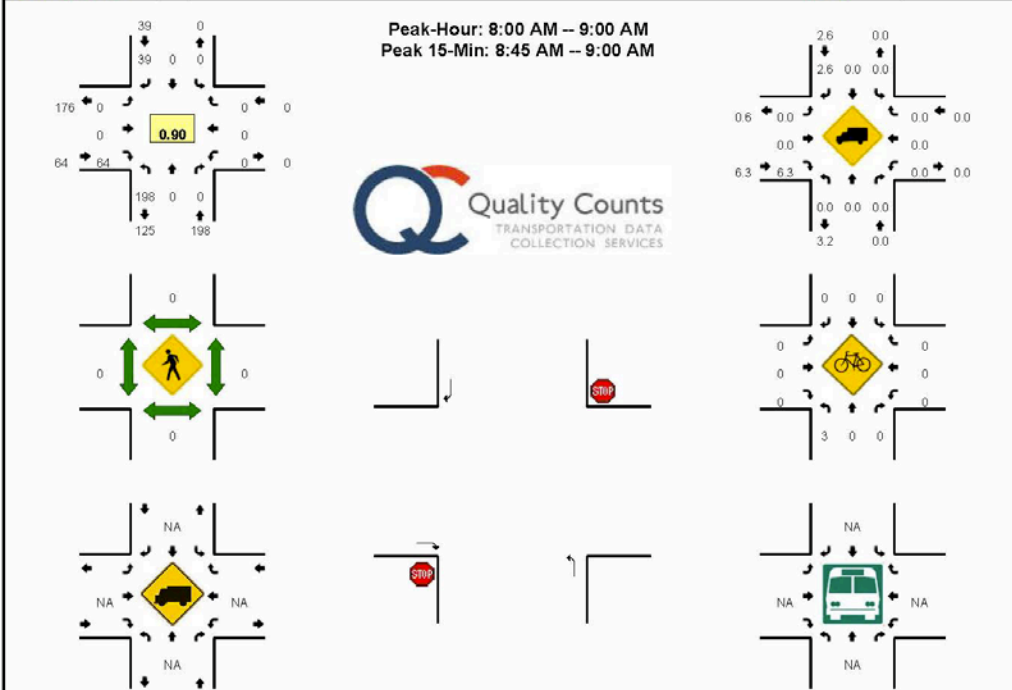 Peak-Hour: 8:00 AM -- 9:00 AM
Peak 15-Min: 8:45 AM -- 9:00 AM
39 0
39 0 0
176 0 0 0
0 0.90 0
64 64 0 0
198 0 0
125 198
2.6 0.0
2.6 0.0 0.0
0.6 0.0 0.0 0.0
0.0 0.0
6.3 6.3 0.0 0.0
0.0 0.0 0.0
3.2 0.0
Quality Counts
TRANSPORTATION DATA
COLLECTION SERVICES
0
0 0
0
STOP
0 0 0
0 0
0 0
0 0
3 0 0
NA
NA NA
NA
STOP
NA
NA NA
NA